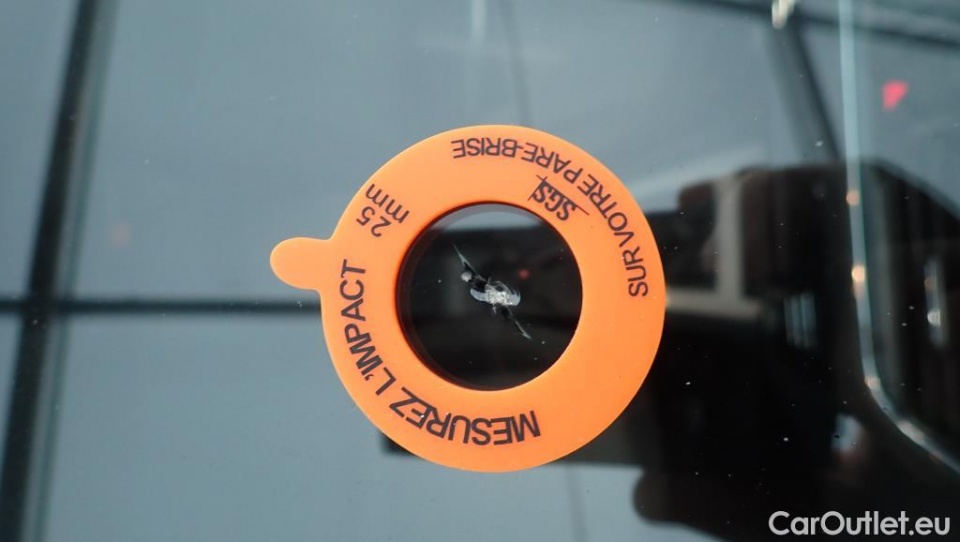 MESUREZ L'IMPACT
25 mm
SUR VOTRE PARE-BRISE
SGS
CarOutlet.eu